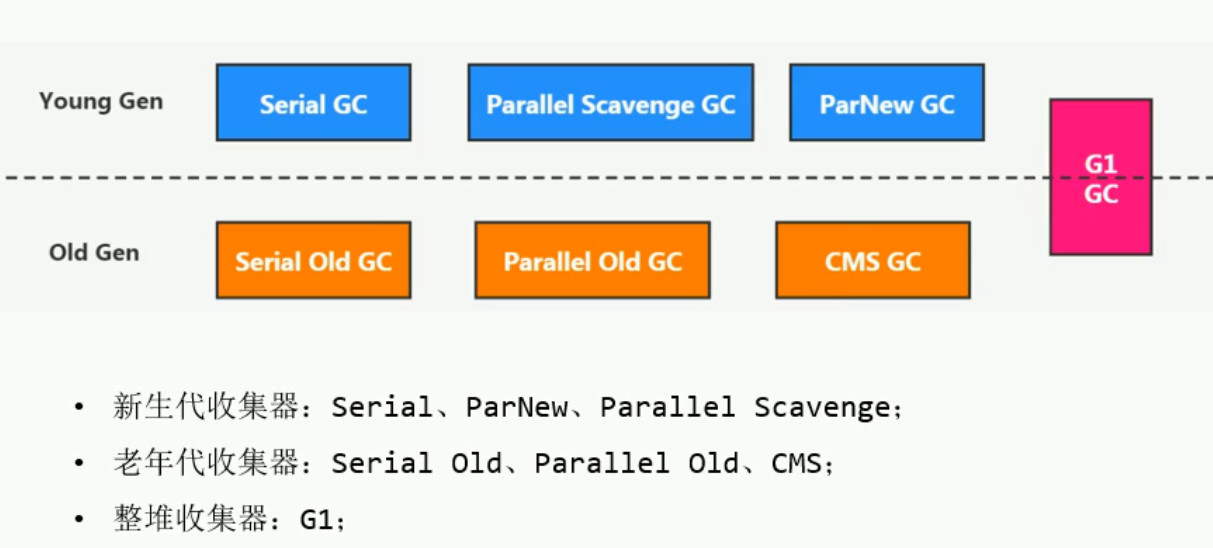 Young Gen
Serial GC
Parallel Scavenge GC
ParNew GC
G1
GC
Old Gen
Serial Old GC
Parallel Old GC
CMS GC
• 新生代收集器：Serial、ParNew、Parallel Scavenge；
• 老年代收集器：Serial Old、Parallel Old、CMS；
• 整堆收集器：G1；